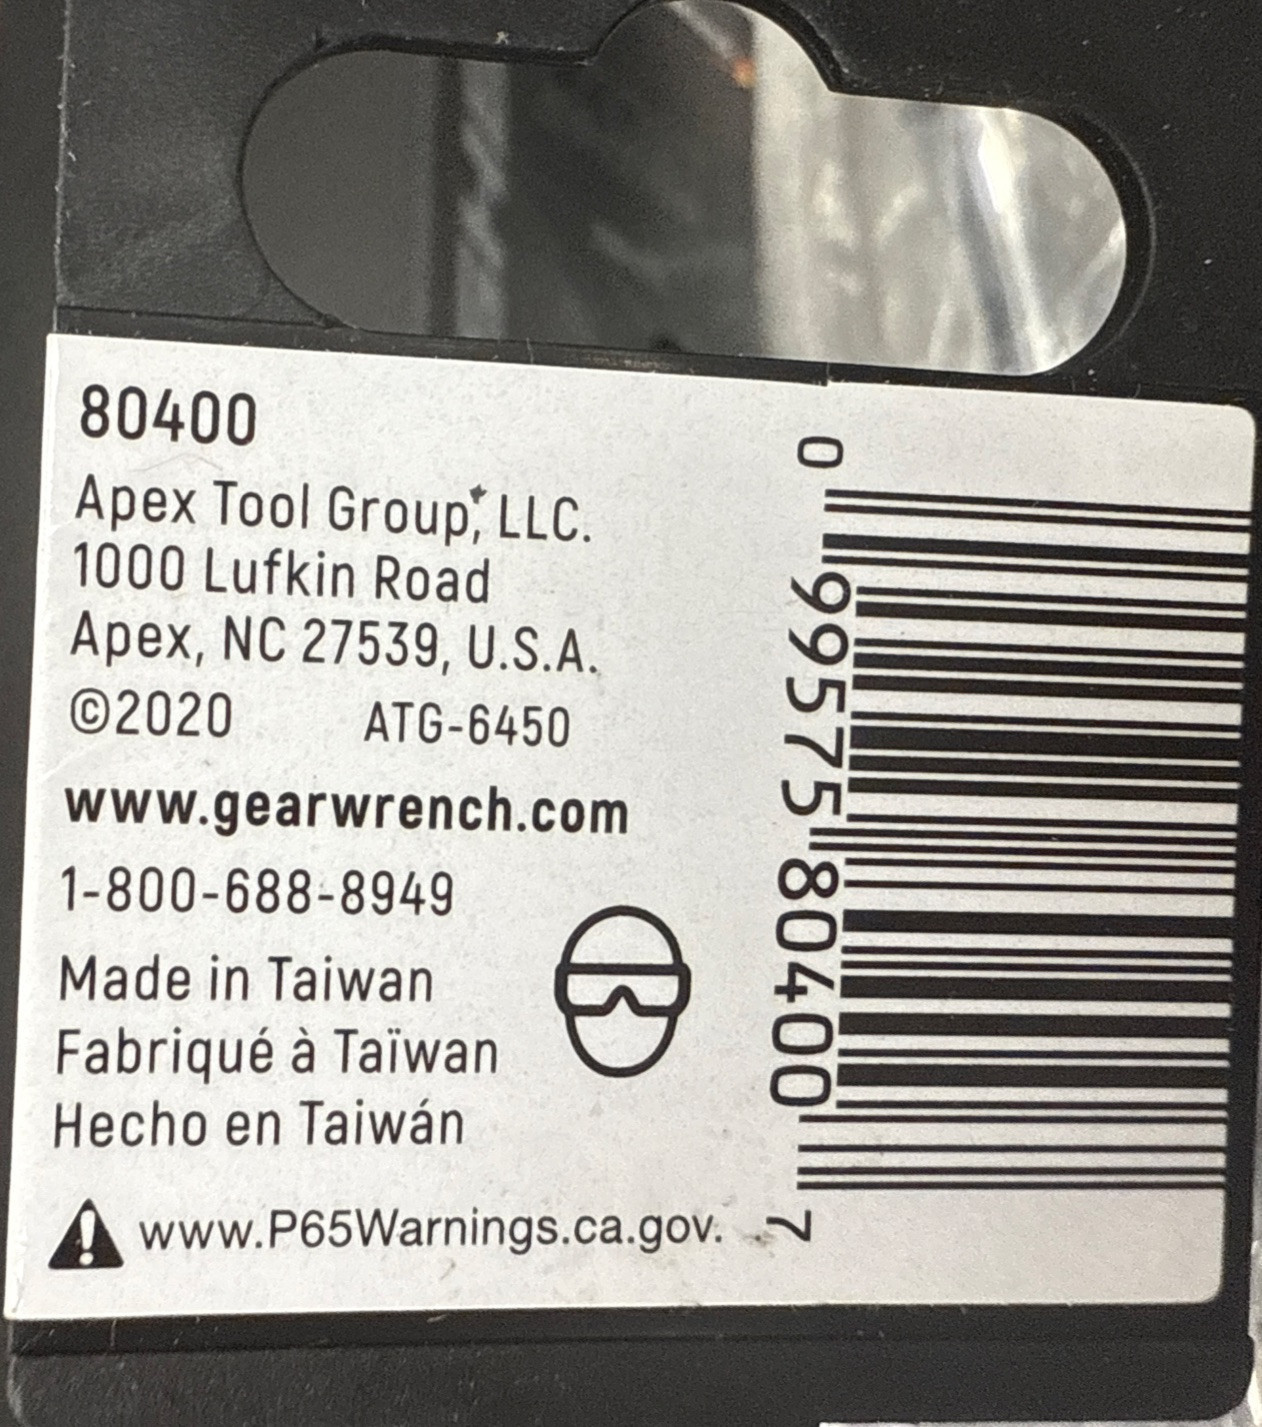 80400
Apex Tool Group, LLC.
1000 Lufkin Road
Apex, NC 27539, U.S.A.
©2020 ATG-6450
www.gearwrench.com
1-800-688-8949
Made in Taiwan
Fabriqué à Taïwan
Hecho en Taiwán
www.P65Warnings.ca.gov.
0 99575 80400 7